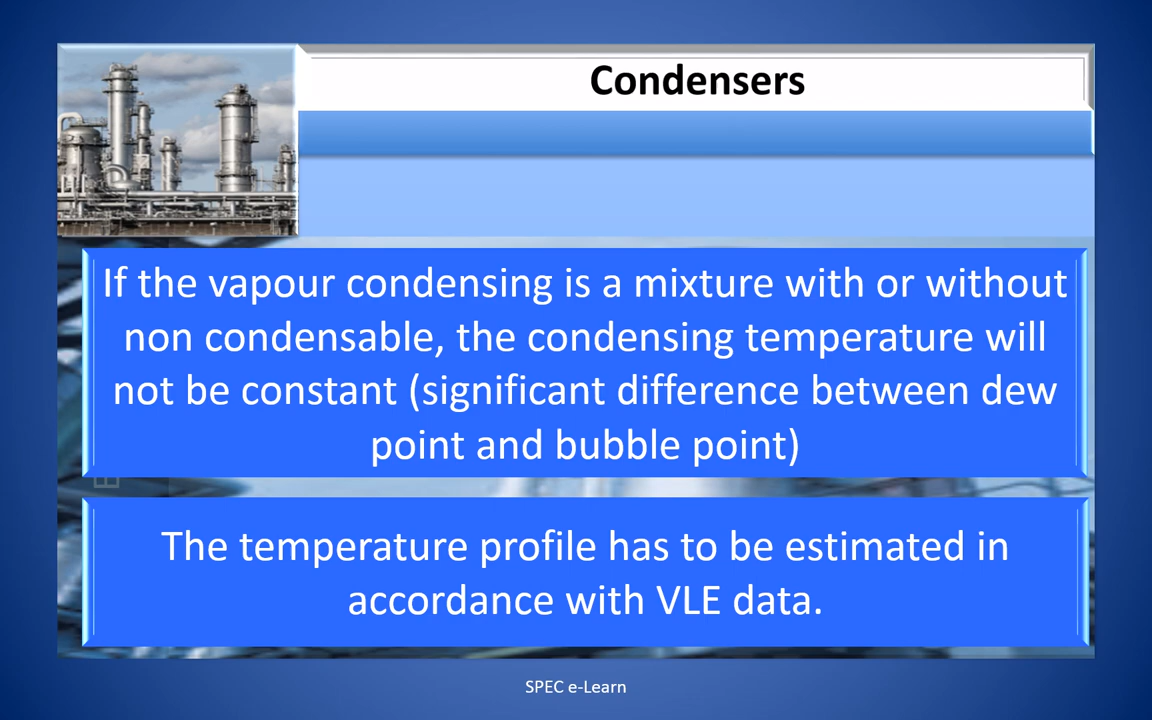 Condensers
If the vapour condensing is a mixture with or without
non condensable, the condensing temperature will
not be constant (significant difference between dew
point and bubble point)
The temperature profile has to be estimated in
accordance with VLE data.
SPEC e-Learn